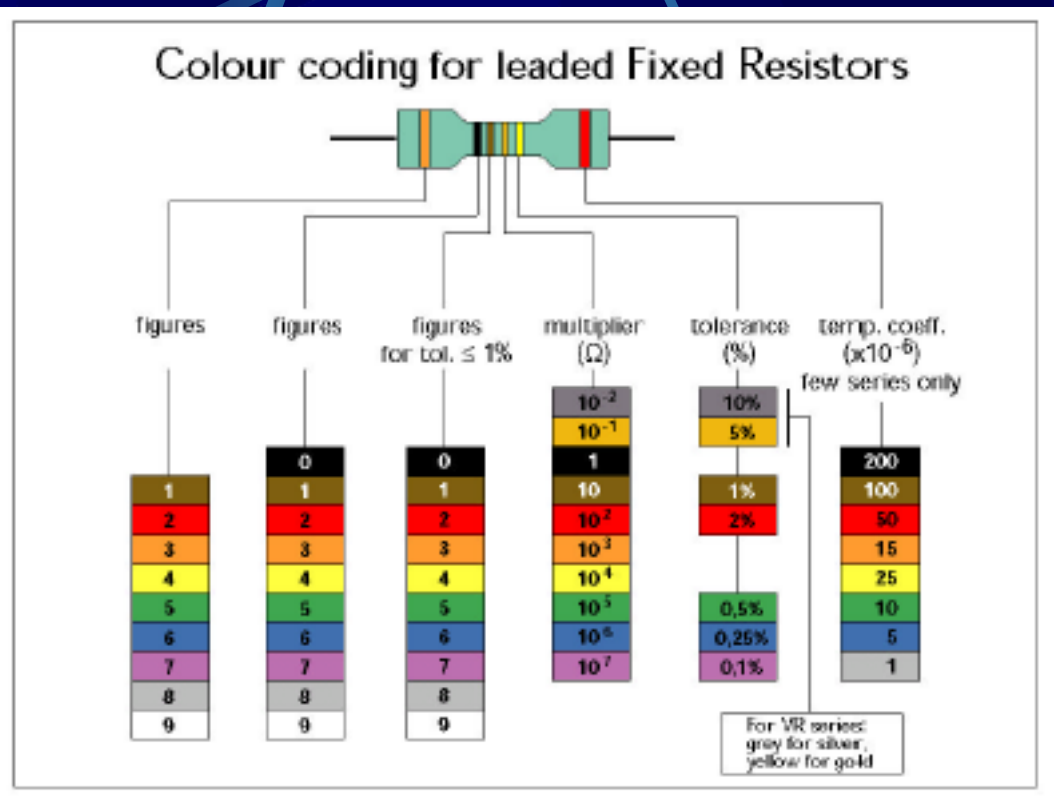 Colour coding for leaded Fixed Resistors
figures
figures
figures
for tol. ≤ 1%
multiplier
(Ω)
tolerance
(%)
temp. coeff.
(x10⁻⁶)
few series only
10⁻² 10%
10⁻¹ 5%
0 0 1 200
1 1 1 10 1% 100
2 2 2 10² 2% 50
3 3 3 10³ 15
4 4 4 10⁴ 25
5 5 5 10⁵ 0,5% 10
6 6 6 10⁶ 0,25% 5
7 7 7 10⁷ 0,1% 1
8 8 8
9 9 9
For VR series:
grey for silver,
yellow for gold